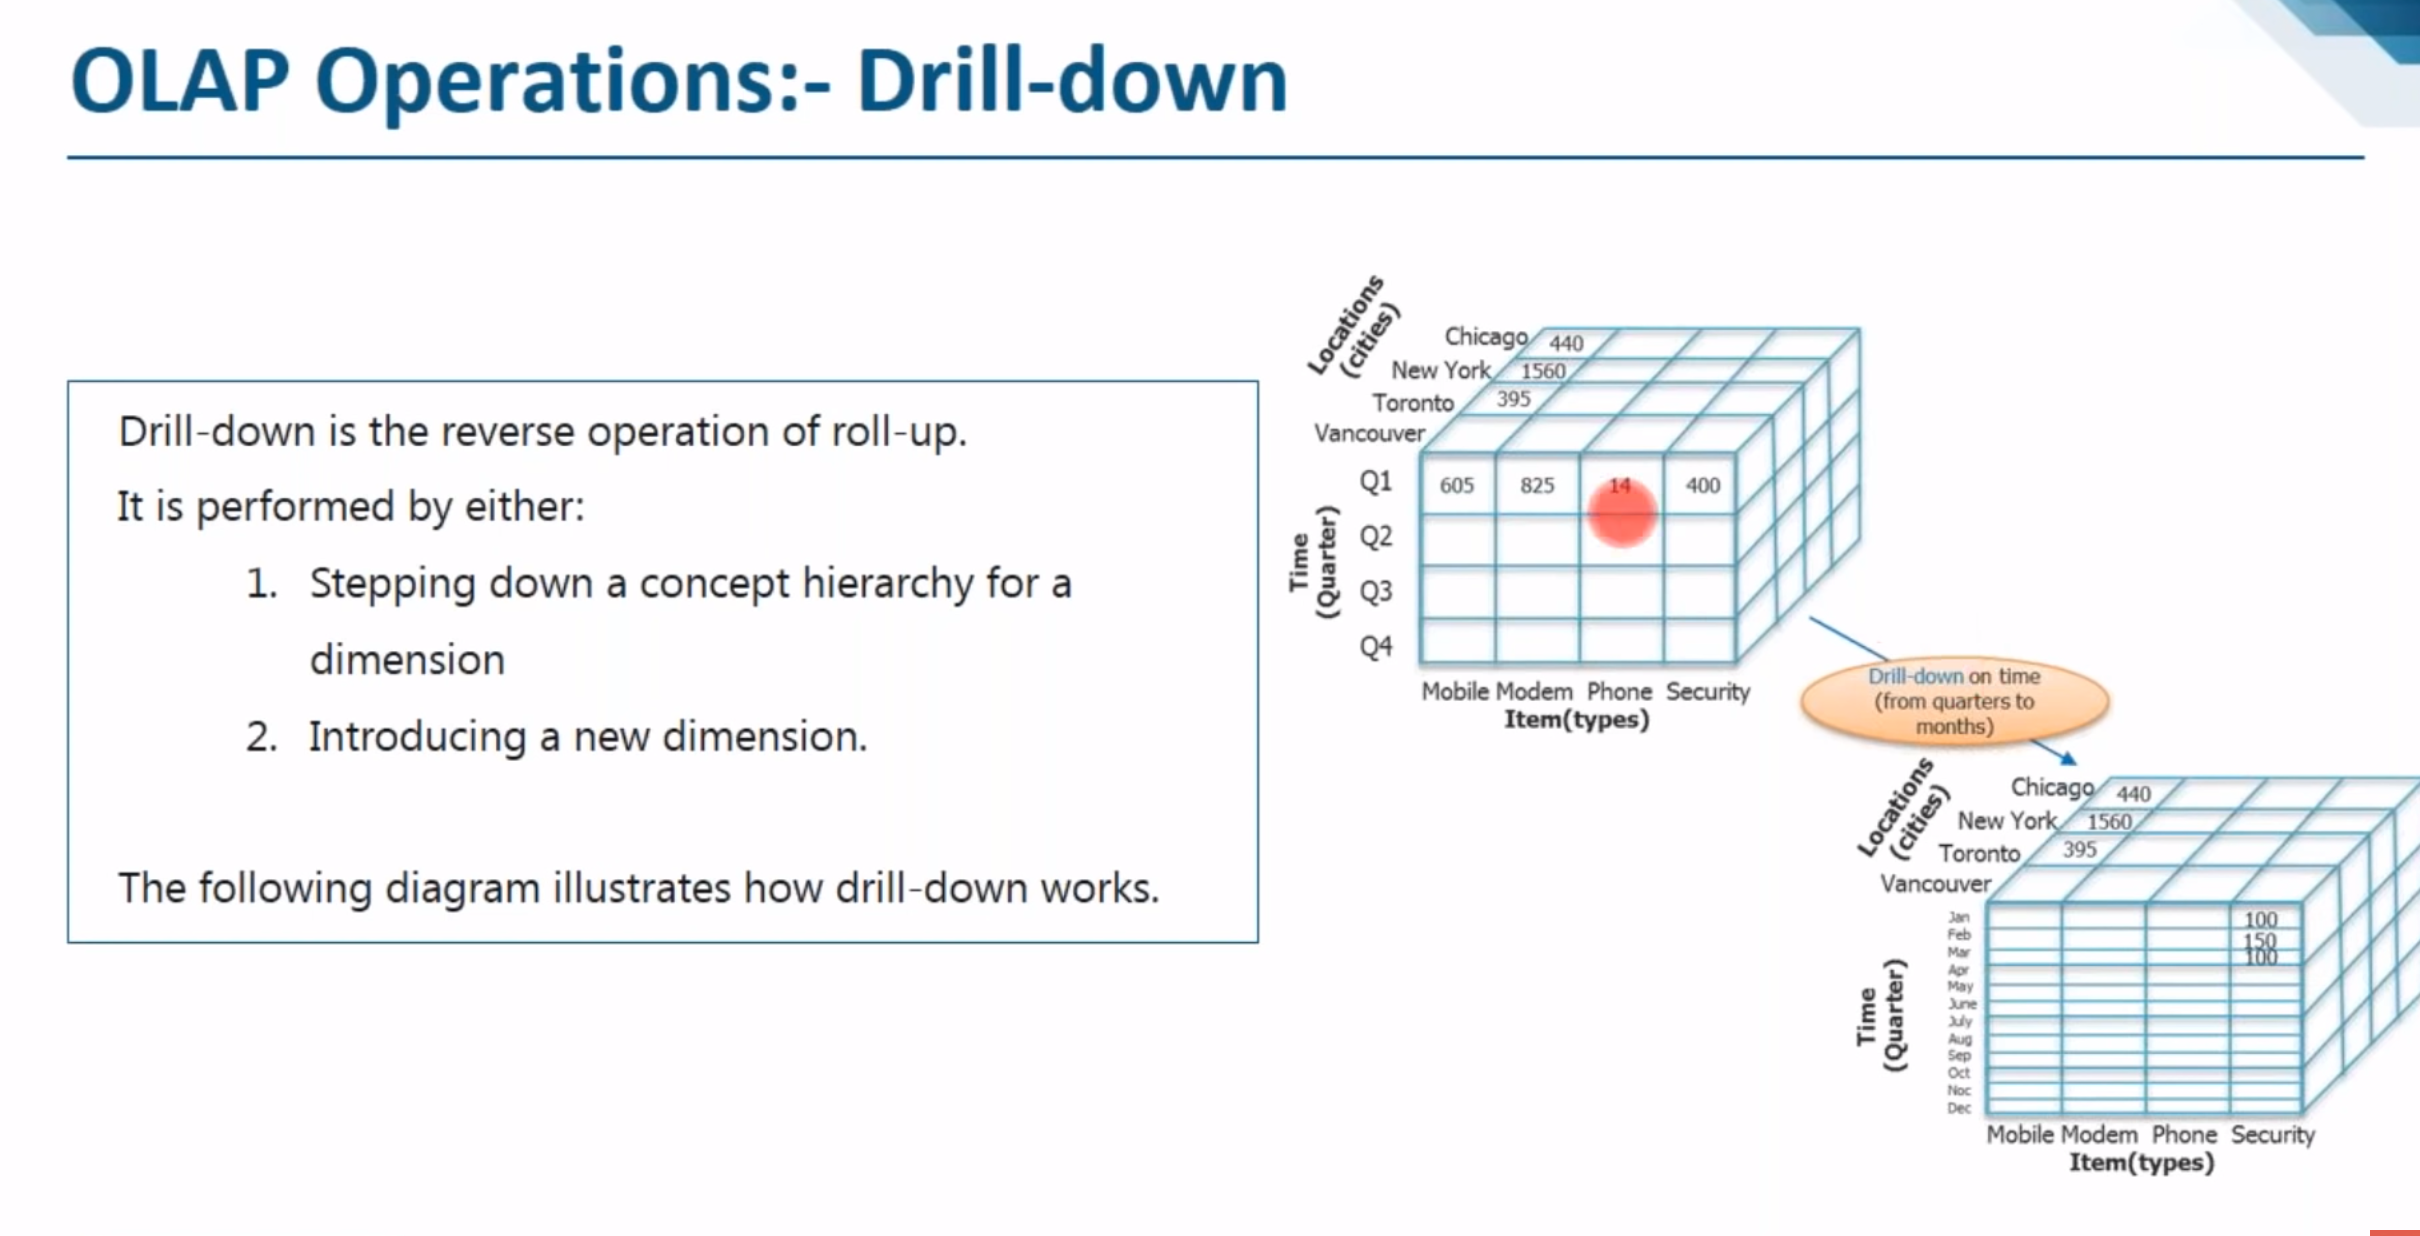 OLAP Operations:- Drill-down
Drill-down is the reverse operation of roll-up.
It is performed by either:
1. Stepping down a concept hierarchy for a
dimension
2. Introducing a new dimension.
The following diagram illustrates how drill-down works.
Locations
(cities)
Chicago 440
New York 1560
Toronto 395
Vancouver
Time
(Quarter)
Q1 605 825 14 400
Q2
Q3
Q4
Mobile Modem Phone Security
Item(types)
Drill-down on time
(from quarters to
months)
Locations
(cities)
Chicago 440
New York 1560
Toronto 395
Vancouver
Time
(Quarter)
Jan 100
Feb 150
Mar 100
Apr
May
June
July
Aug
Sep
Oct
Noc
Dec
Mobile Modem Phone Security
Item(types)